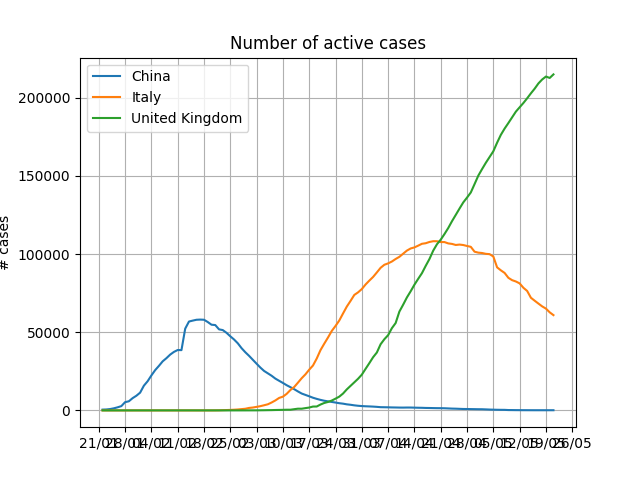 Number of active cases
China
Italy
United Kingdom
200000
150000
100000
50000
0
# cases
21/01 28/01 04/02 11/02 18/02 25/02 03/03 10/03 17/03 24/03 31/03 07/04 14/04 21/04 28/04 05/05 12/05 19/05 26/05